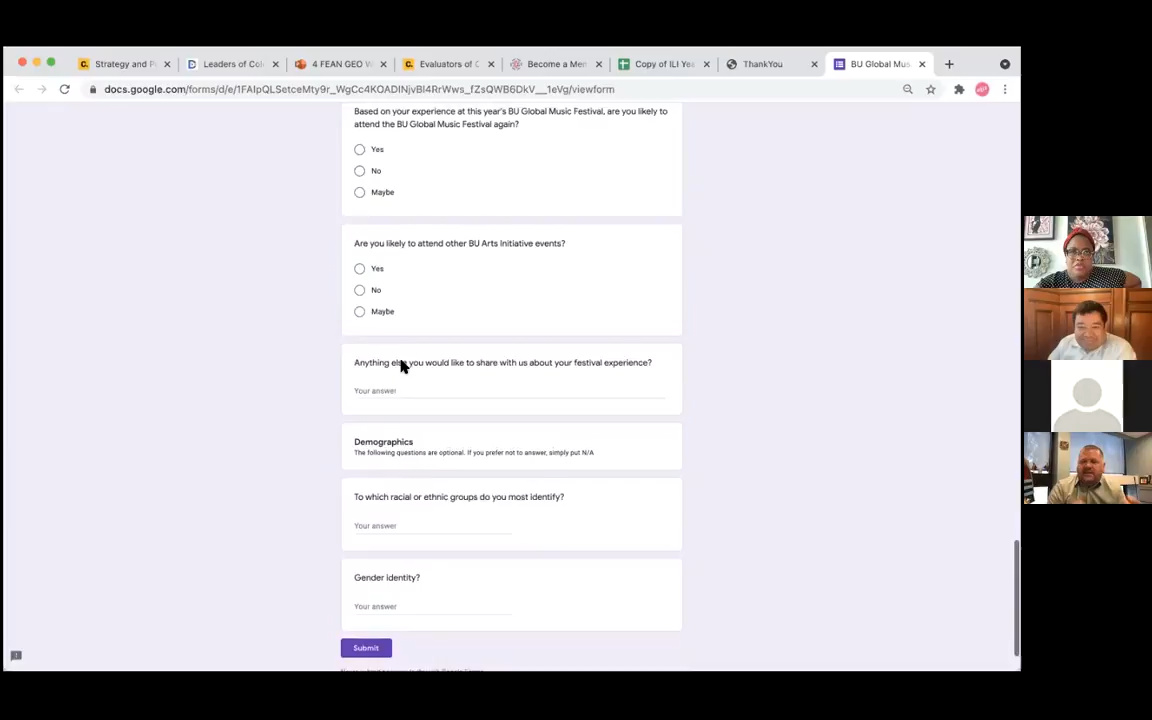 Strategy and P
Leaders of Col
4 FEAN GEO W
Evaluators of C
Become a Men
Copy of ILI Yea
ThankYou
BU Global Mus
docs.google.com/forms/d/e/
Based on your experience at this year's BU Global Music Festival, are you likely to
attend the BU Global Music Festival again?
Yes
No
Maybe
Are you likely to attend other BU Arts Initiative events?
Yes
No
Maybe
Anything else you would like to share with us about your festival experience?
Your answer
Demographics
The following questions are optional. If you prefer not to answer, simply put N/A
To which racial or ethnic groups do you most identify?
Your answer
Gender identity?
Your answer
Submit